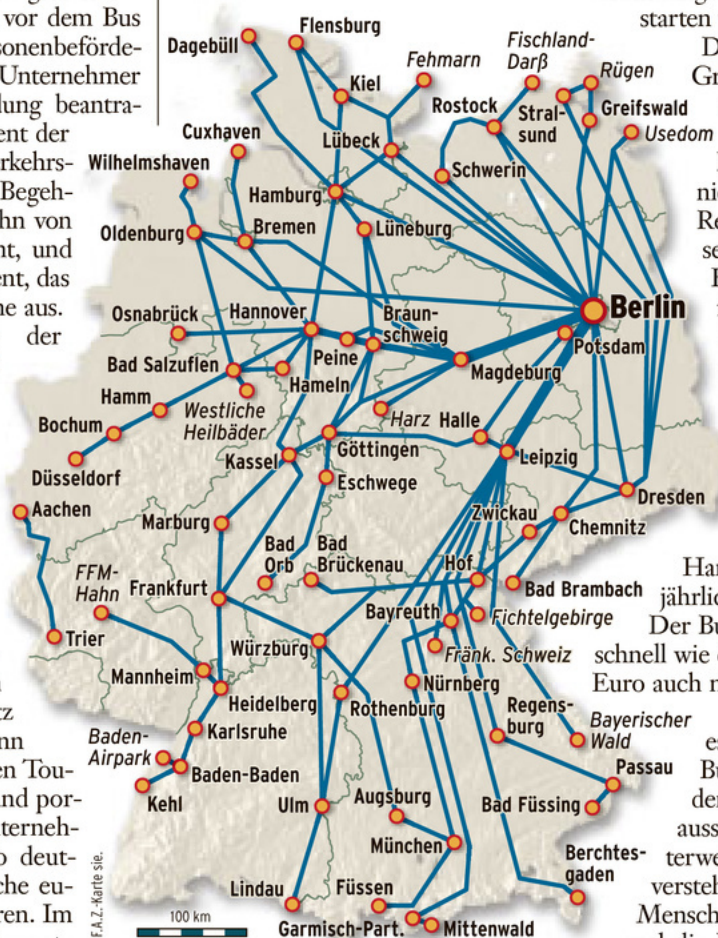 vor dem Bus
sonenbeförde-
Unternehmer
lung beantra-
ent der
rkehrs-
Begeh-
hn von
nt, und
ent, das
ne aus.
der
starten
D
Gr
Dagebüll
Flensburg
Kiel
Fehmarn
Fischland-
Darß
Rügen
Rostock
Stral-
sund
Greifswald
Usedom
Cuxhaven
Lübeck
Wilhelmshaven
Schwerin
Hamburg
Oldenburg
Bremen
Lüneburg
Osnabrück
Hannover
Braun-
schweig
Berlin
Peine
Potsdam
Bad Salzuflen
Hameln
Magdeburg
Hamm
Westliche
Heilbäder
Harz
Halle
Bochum
Göttingen
Leipzig
Düsseldorf
Kassel
Eschwege
Dresden
Aachen
Zwickau
Chemnitz
Marburg
Bad
Orb
Bad
Brückenau
Hof
FFM-
Hahn
Frankfurt
Bad Brambach
Bayreuth
Fichtelgebirge
Trier
Würzburg
Fränk. Schweiz
Mannheim
Nürnberg
Heidelberg
Rothenburg
Regens-
burg
Bayerischer
Wald
Karlsruhe
Baden-
Airpark
Baden-Baden
Passau
Kehl
Ulm
Augsburg
Bad Füssing
München
Berchtes-
gaden
Lindau
Füssen
Garmisch-Part.
Mittenwald
100 km
F.A.Z.-Karte sie.
Har
jährlic
Der Bu
schnell wie
Euro auch n
tz
nn
en Tou-
und por-
terneh-
o deut-
che eu-
ren. Im
es
Bu
der
auss
terwe
versteh
Mensch